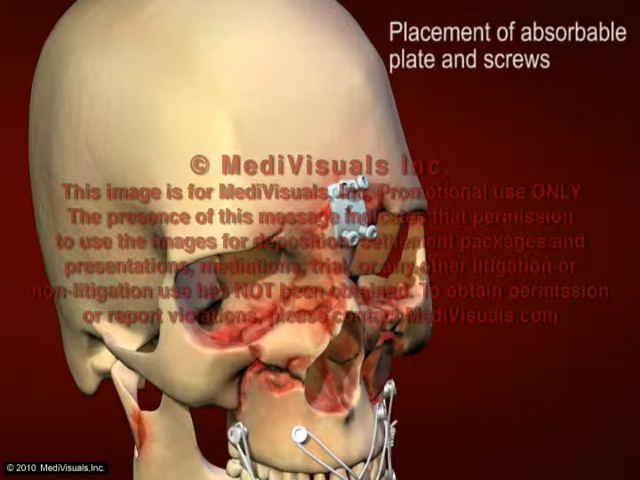 Placement of absorbable
plate and screws
© MediVisuals Inc.
This image is for MediVisuals, Inc. Promotional use ONLY
The presence of this message indicates that permission
to use the images for deposition, settlement packages and
presentations, mediations, trial, or any other litigation or
non-litigation use has NOT been obtained. To obtain permission
or report violations, please contact MediVisuals.com
© 2010 MediVisuals,Inc.